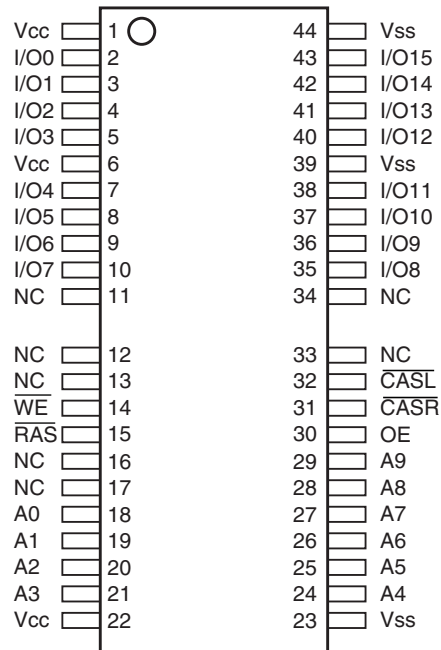 Vcc 1 44 Vss
I/O0 2 43 I/O15
I/O1 3 42 I/O14
I/O2 4 41 I/O13
I/O3 5 40 I/O12
Vcc 6 39 Vss
I/O4 7 38 I/O11
I/O5 8 37 I/O10
I/O6 9 36 I/O9
I/O7 10 35 I/O8
NC 11 34 NC
NC 12 33 NC
NC 13 32 C̅A̅S̅L̅
W̅E̅ 14 31 C̅A̅S̅R̅
R̅A̅S̅ 15 30 OE
NC 16 29 A9
NC 17 28 A8
A0 18 27 A7
A1 19 26 A6
A2 20 25 A5
A3 21 24 A4
Vcc 22 23 Vss